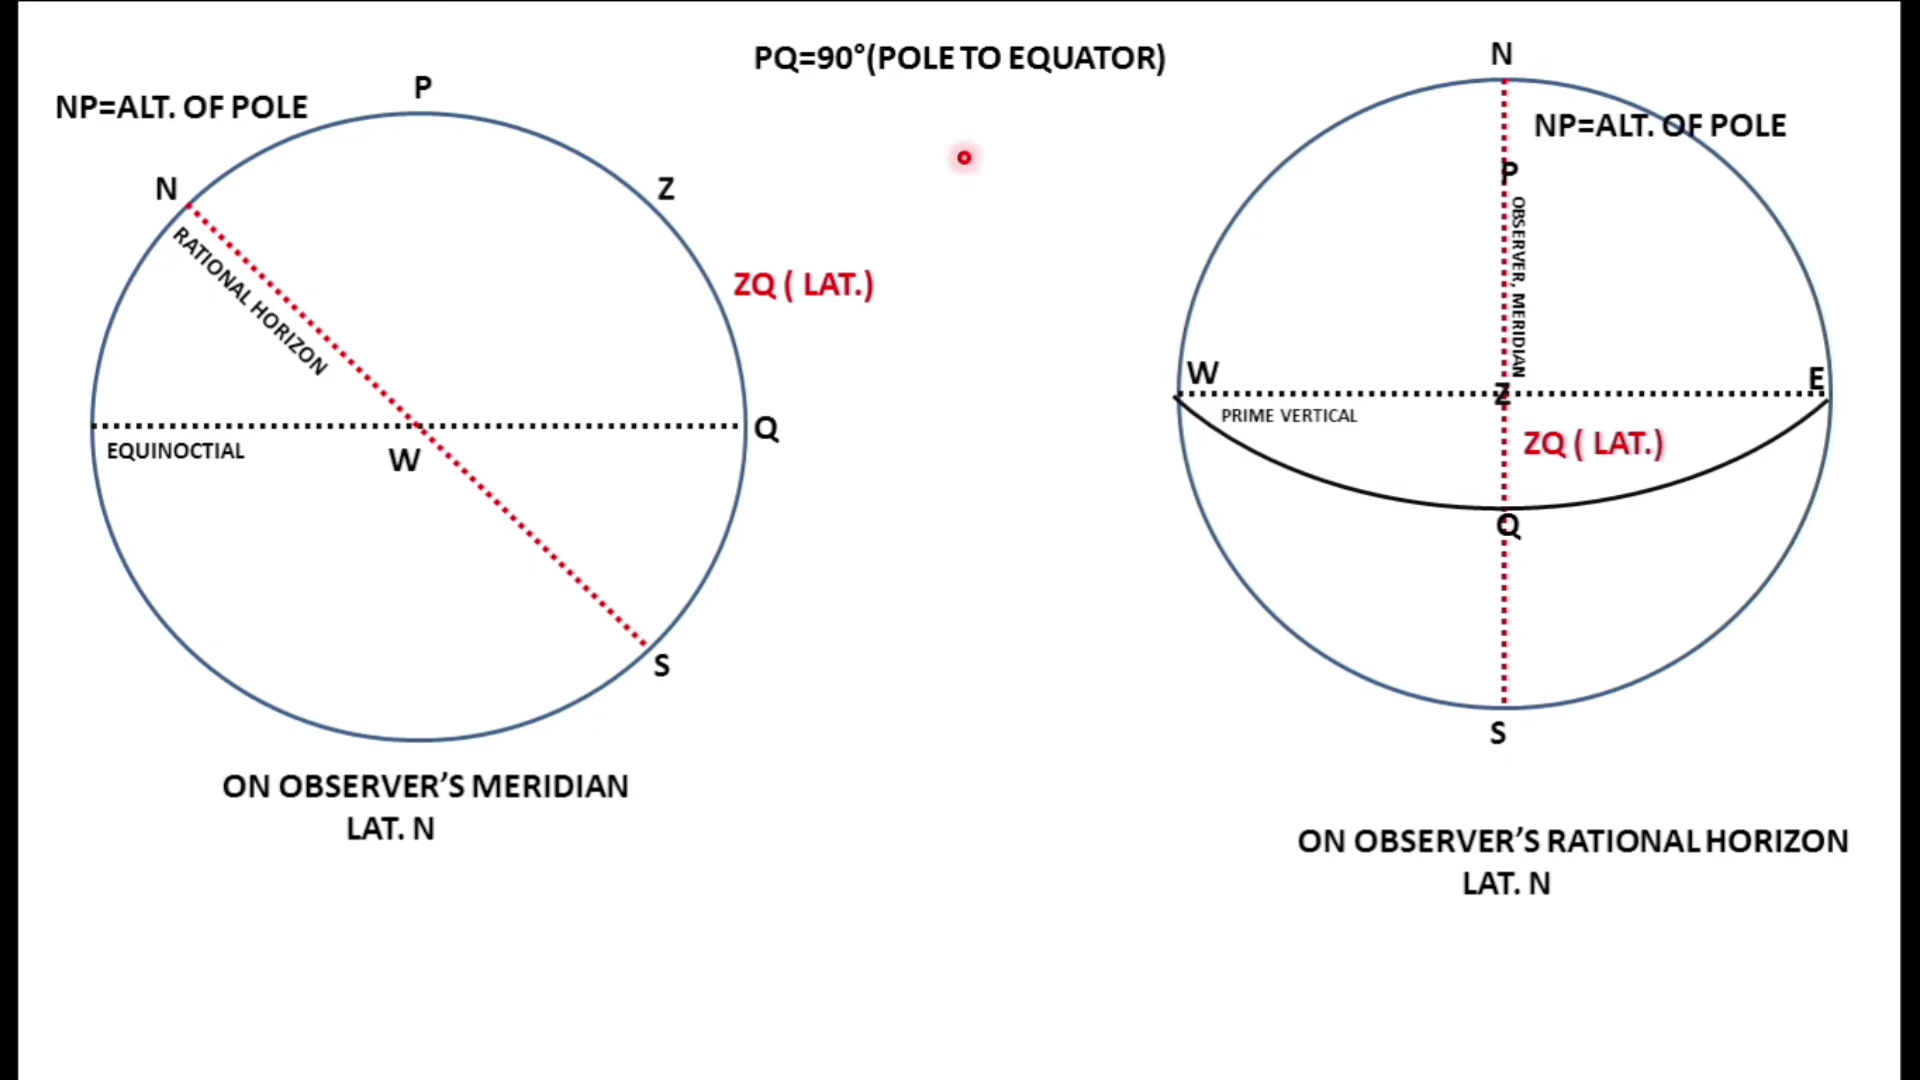 PQ=90°(POLE TO EQUATOR)
P
NP=ALT. OF POLE
N
Z
RATIONAL HORIZON
ZQ ( LAT.)
EQUINOCTIAL
W
Q
S
ON OBSERVER’S MERIDIAN
LAT. N
N
NP=ALT. OF POLE
P
OBSERVER, MERIDIAN
W
Z
E
PRIME VERTICAL
ZQ ( LAT.)
Q
S
ON OBSERVER’S RATIONAL HORIZON
LAT. N